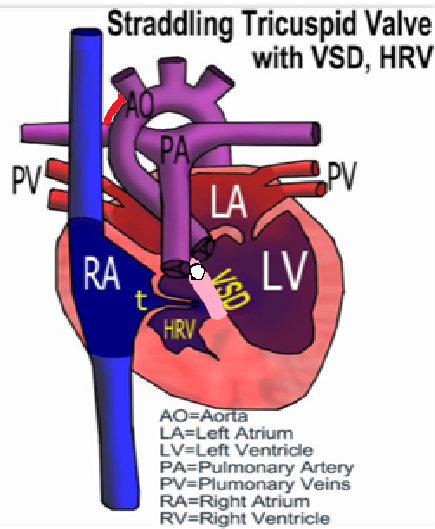 Straddling Tricuspid Valve
with VSD, HRV
AO
PA
PV
PV
LA
RA
LV
VSD
t
HRV
AO=Aorta
LA=Left Atrium
LV=Left Ventricle
PA=Pulmonary Artery
PV=Plumonary Veins
RA=Right Atrium
RV=Right Ventricle